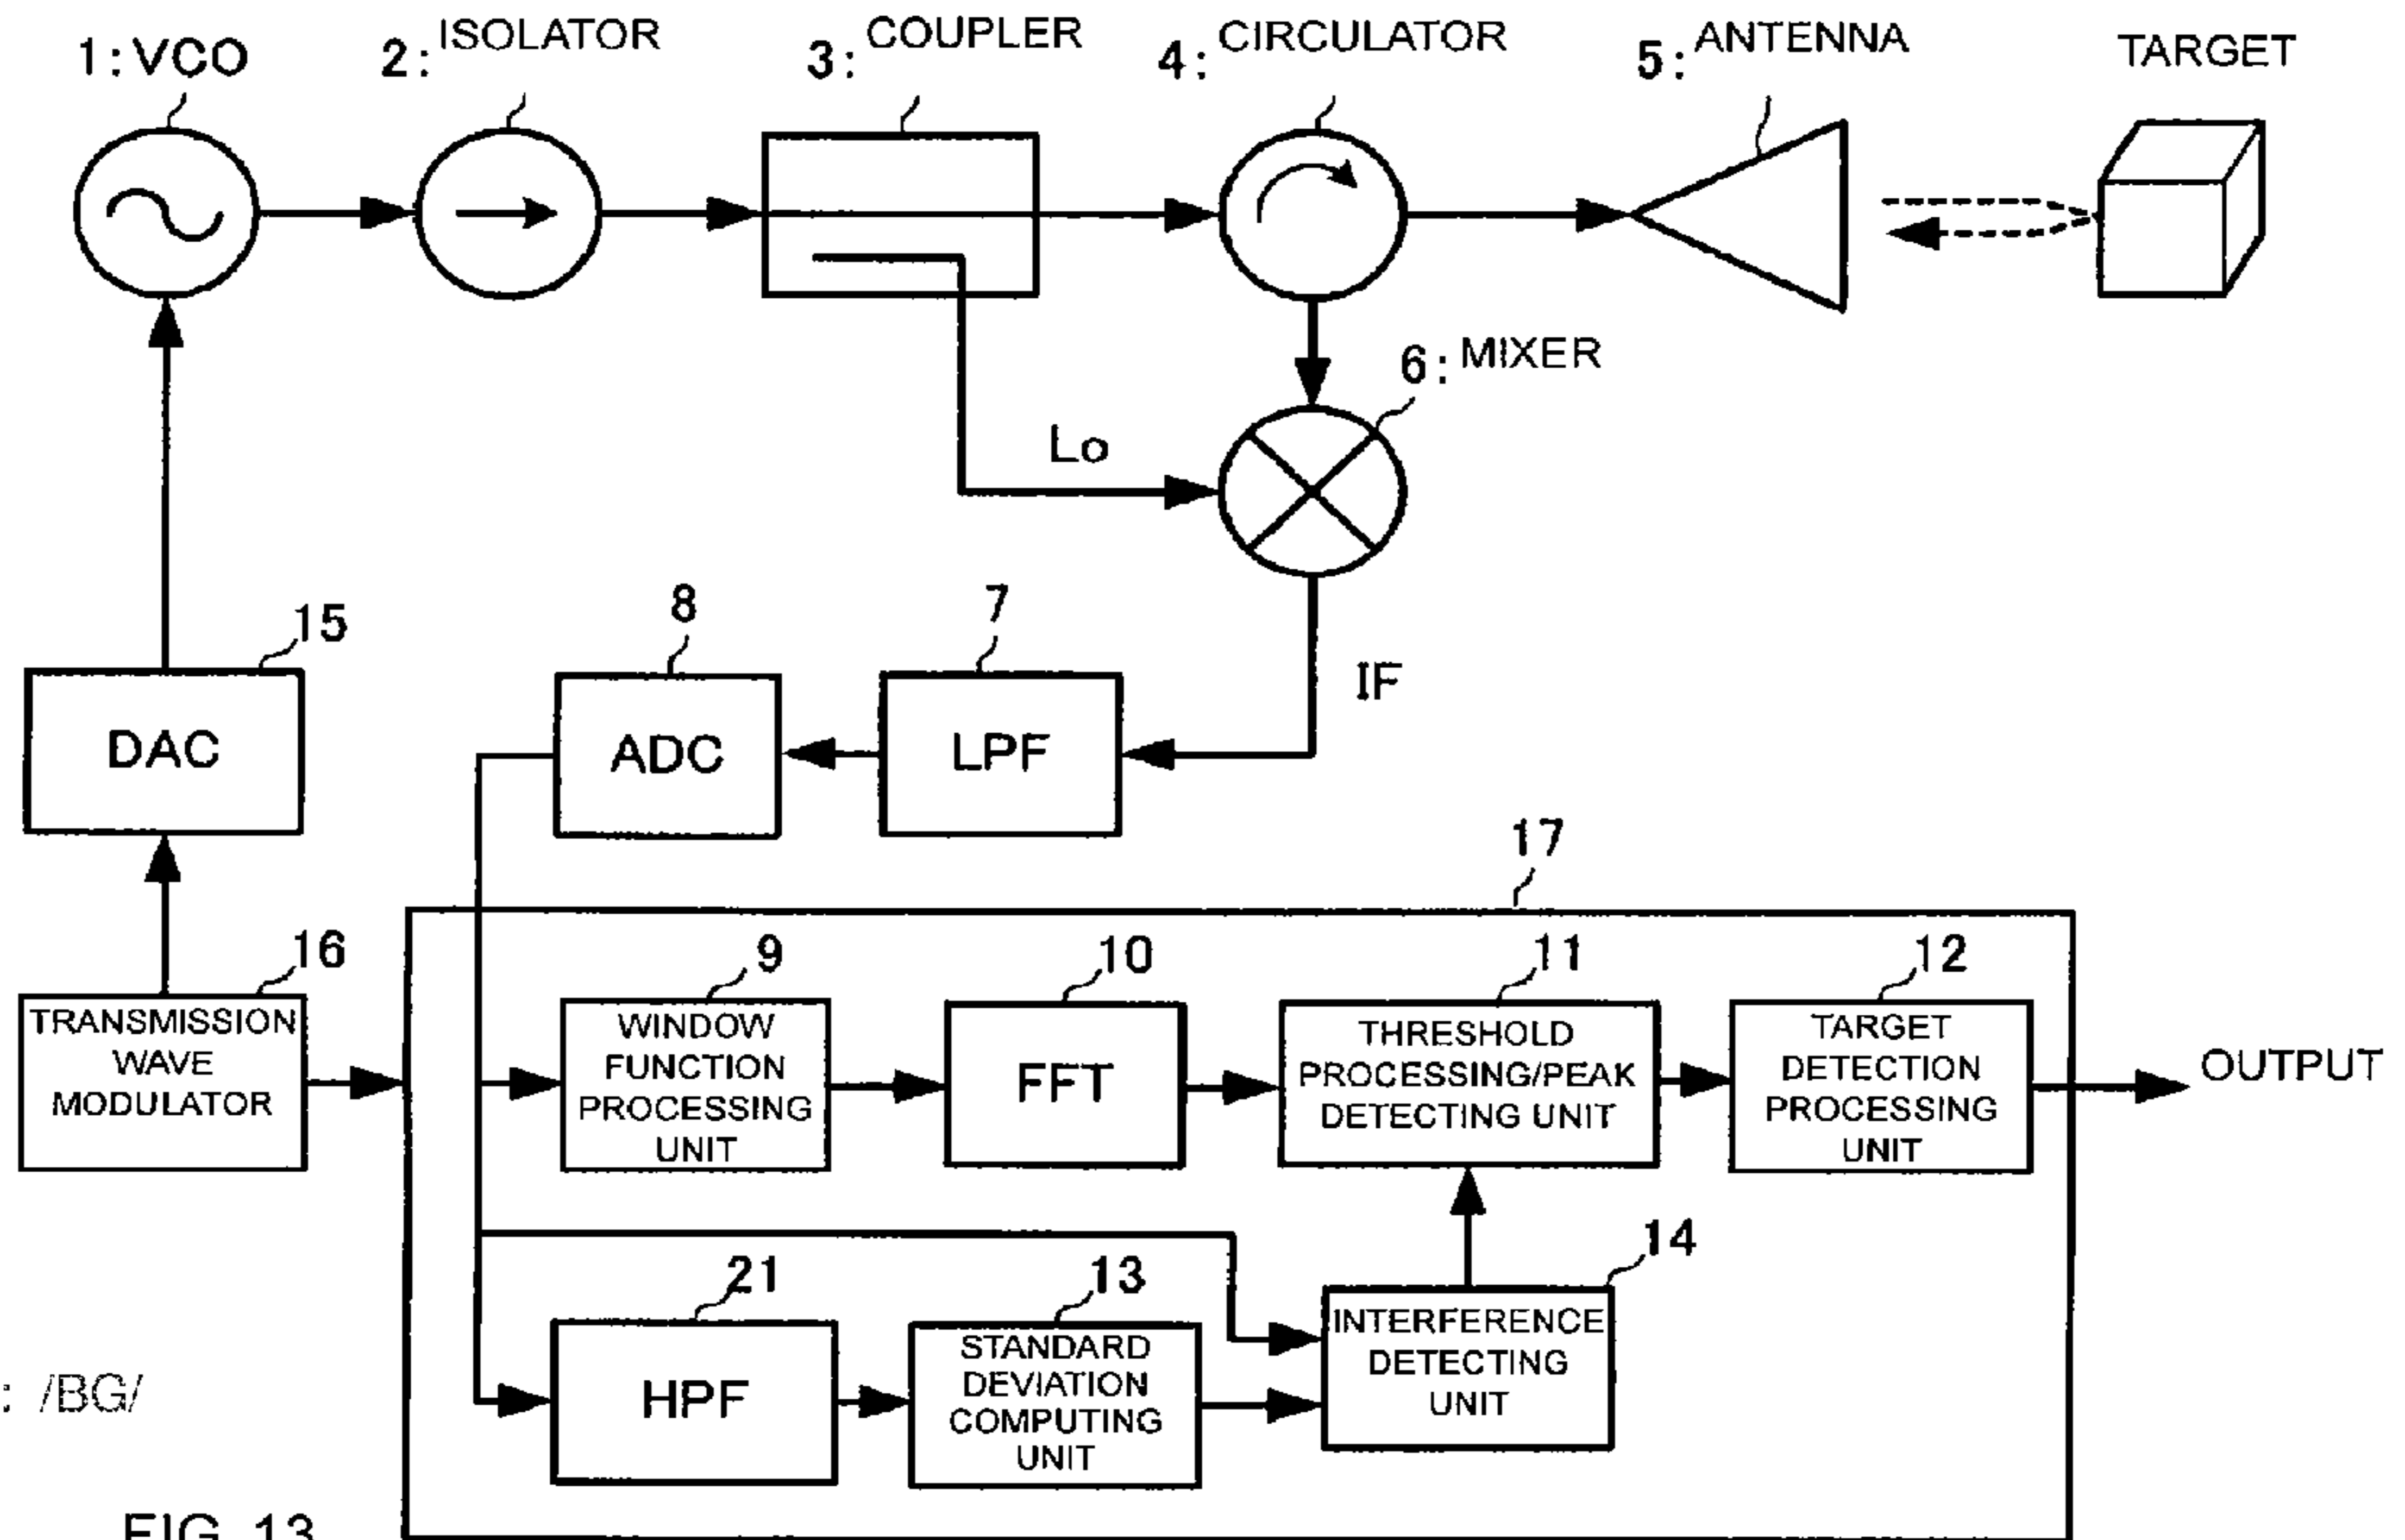 1: VCO
2: ISOLATOR
3: COUPLER
4: CIRCULATOR
5: ANTENNA
TARGET
6: MIXER
Lo
IF
15
DAC
8
ADC
7
LPF
17
16
TRANSMISSION
WAVE
MODULATOR
9
WINDOW
FUNCTION
PROCESSING
UNIT
10
FFT
11
THRESHOLD
PROCESSING/PEAK
DETECTING UNIT
12
TARGET
DETECTION
PROCESSING
UNIT
OUTPUT
21
HPF
13
STANDARD
DEVIATION
COMPUTING
UNIT
14
INTERFERENCE
DETECTING
UNIT
: /BG/
FIG. 13